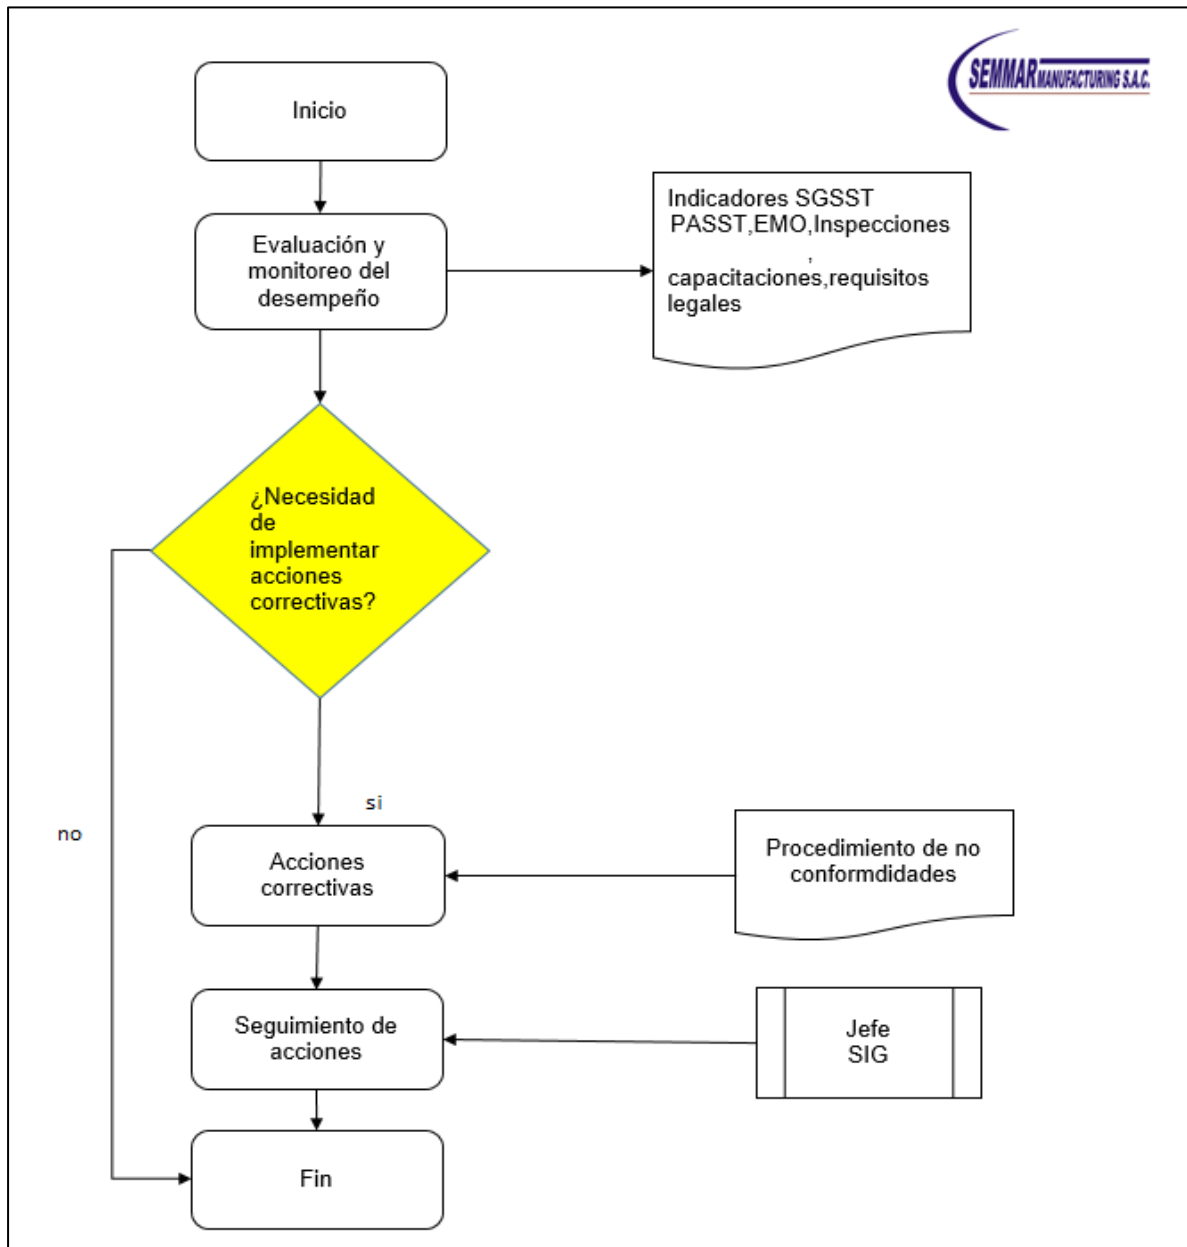 SEMMAR MANUFACTURING S.A.C.
Inicio
Indicadores SGSST
PASST,EMO,Inspecciones
,
capacitaciones,requisitos
legales
Evaluación y
monitoreo del
desempeño
¿Necesidad
de
implementar
acciones
correctivas?
si
no
Acciones
correctivas
Procedimiento de no
conformdidades
Seguimiento de
acciones
Jefe
SIG
Fin